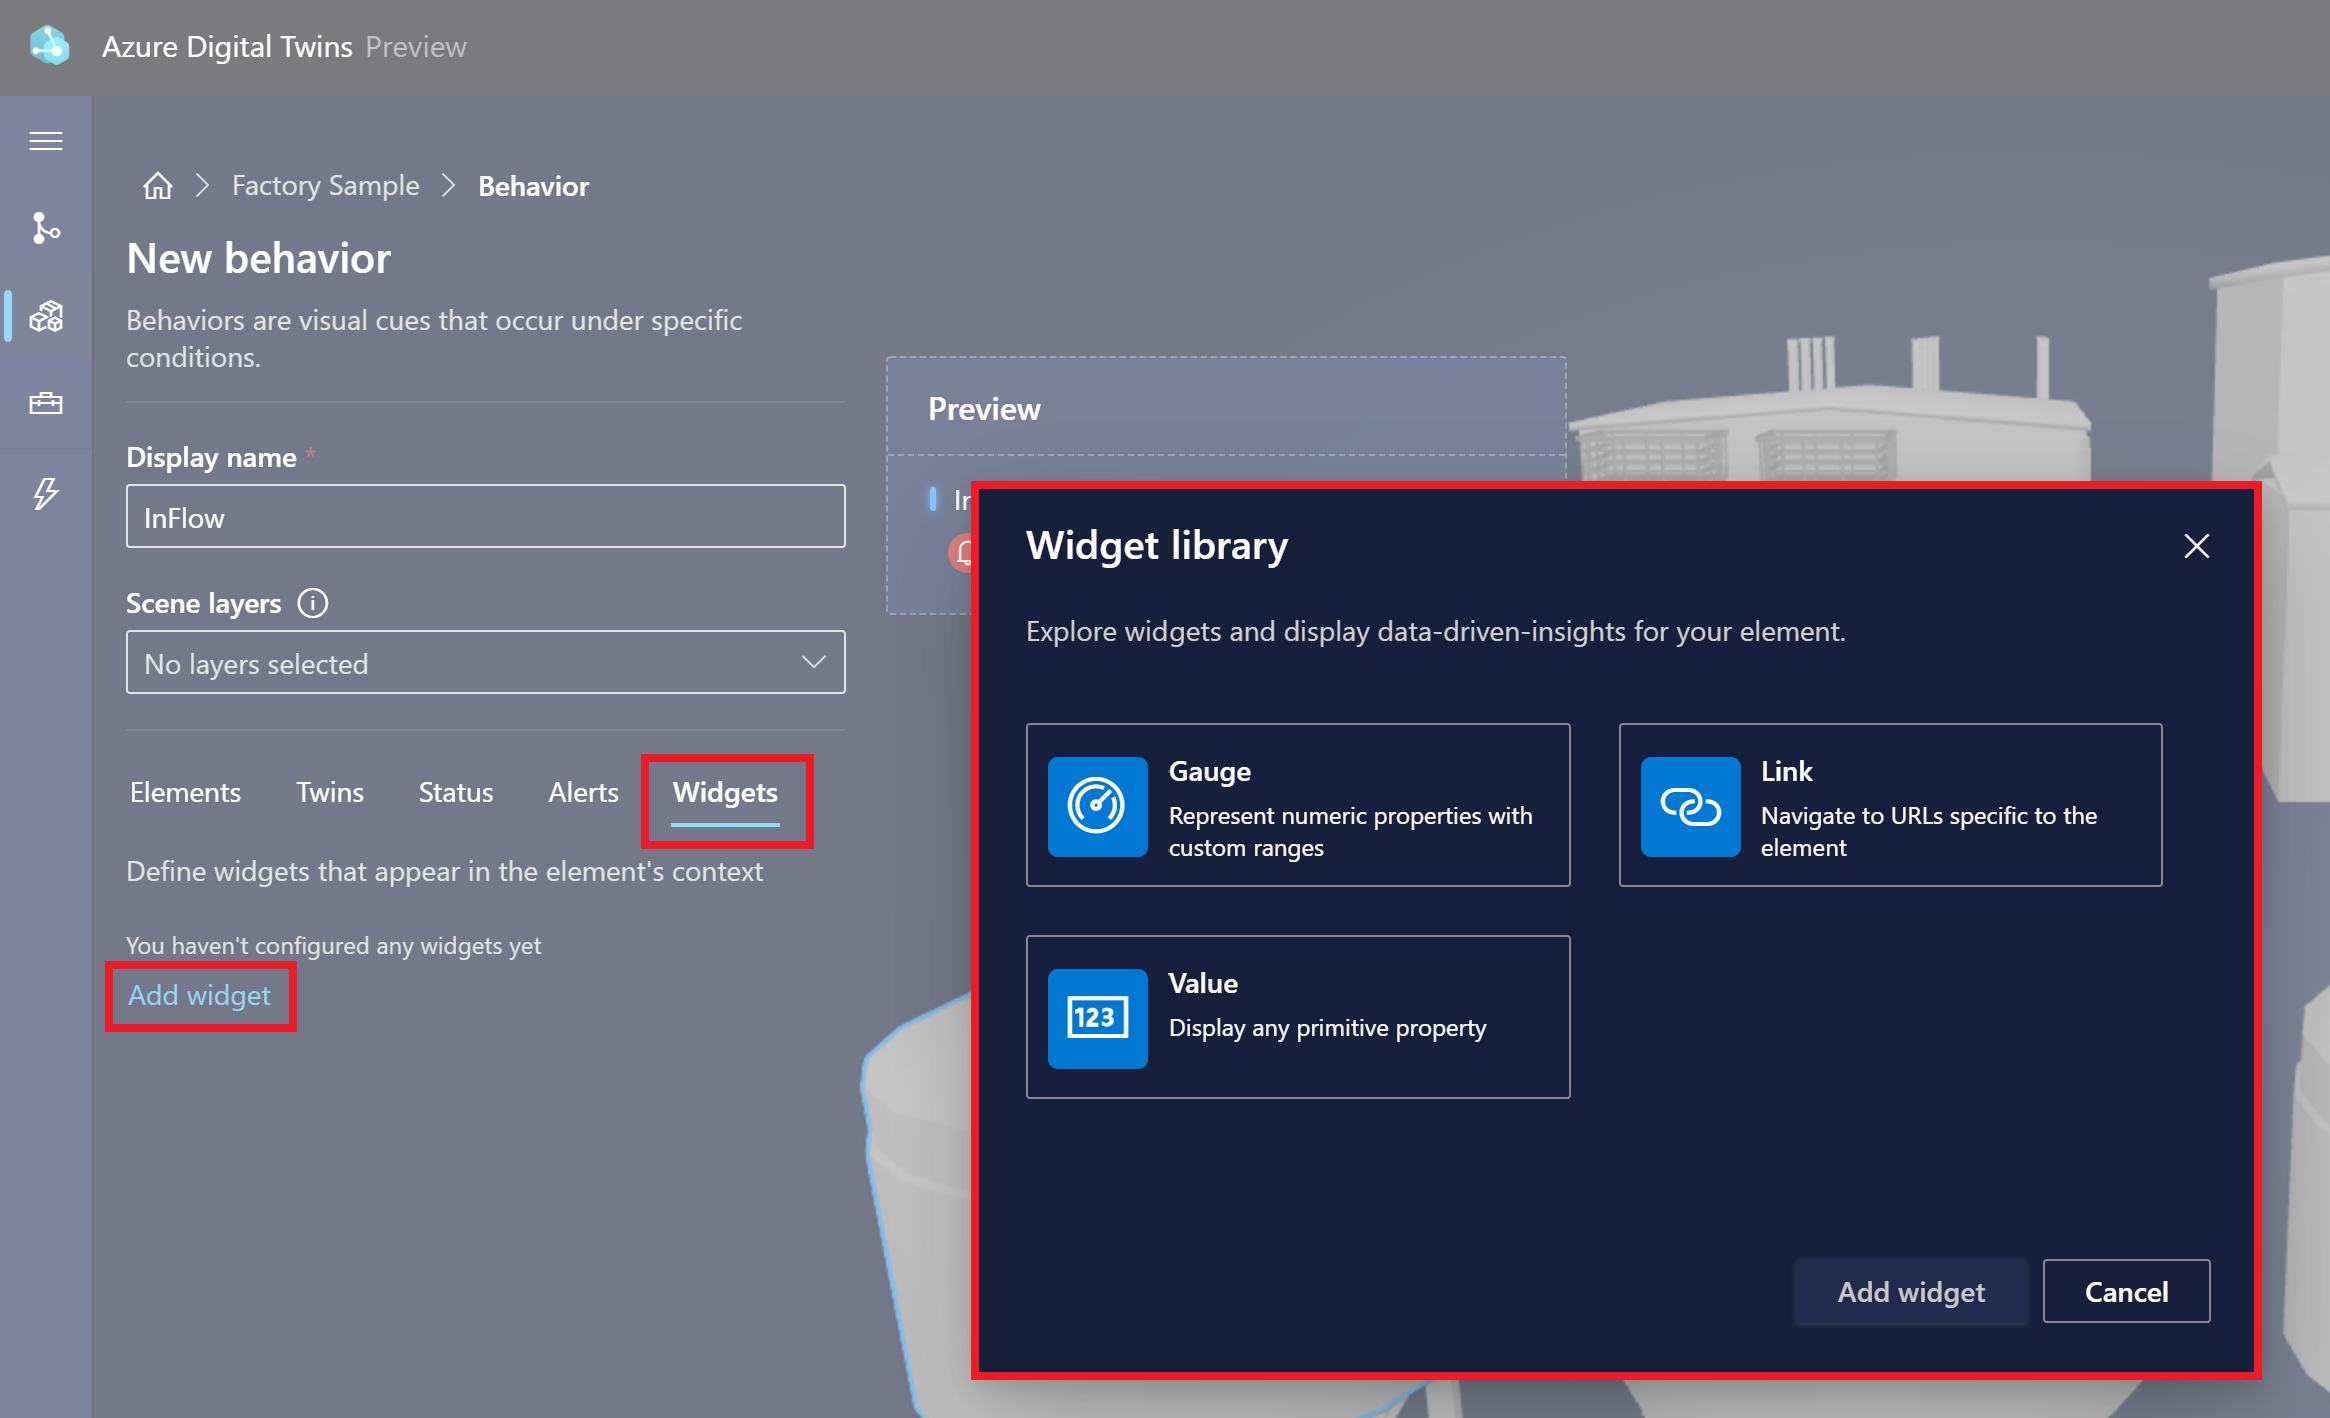 Azure Digital Twins Preview
Factory Sample
Behavior
New behavior
Behaviors are visual cues that occur under specific
conditions.
Display name *
InFlow
Scene layers
No layers selected
Elements
Twins
Status
Alerts
Widgets
Define widgets that appear in the element's context
You haven't configured any widgets yet
Add widget
Preview
Widget library
Explore widgets and display data-driven-insights for your element.
Gauge
Represent numeric properties with
custom ranges
Link
Navigate to URLs specific to the
element
123
Value
Display any primitive property
Add widget
Cancel